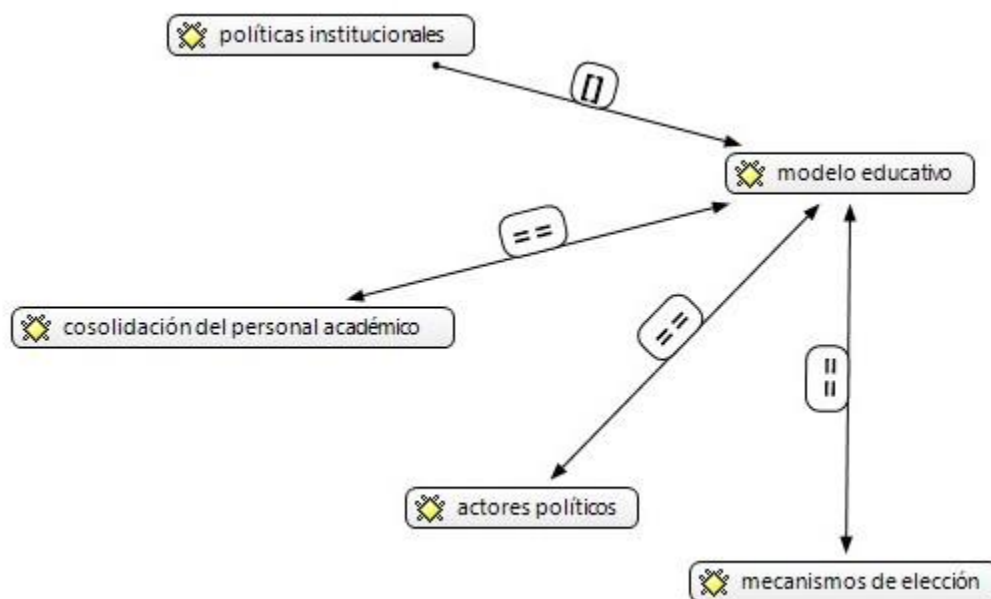 políticas institucionales
[]
modelo educativo
==
cosolidación del personal académico
==
==
actores políticos
mecanismos de elección